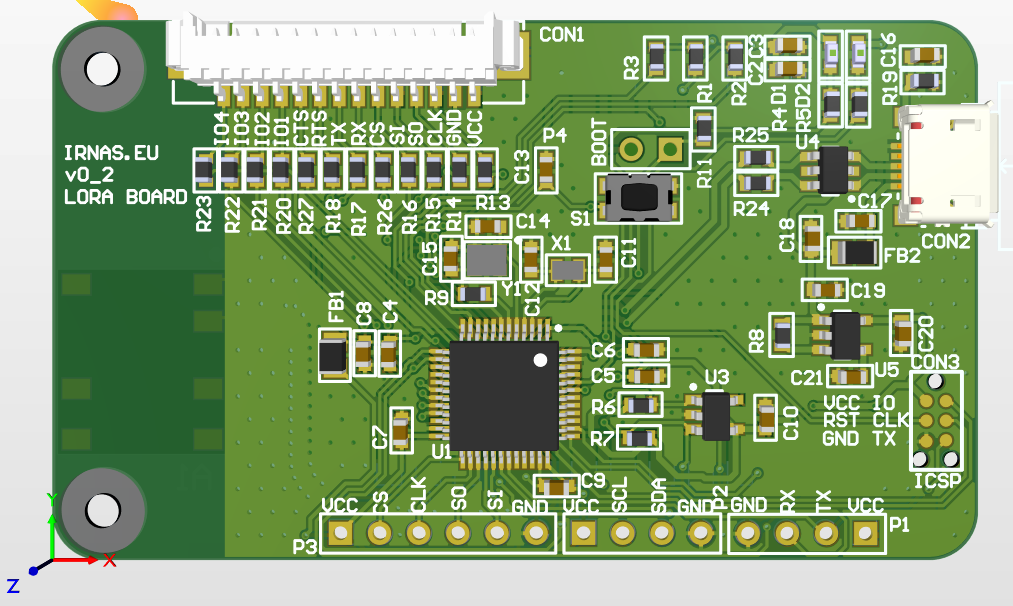 CON1
R3
R1
R2
C3
C2
D1
R4
D2
R5
C16
R19
IO4
IO3
IO2
IO1
CTS
RTS
TX
RX
CS
SI
SO
CLK
GND
VCC
IRNAS.EU
v0_2
LORA BOARD
P4
BOOT
R11
R25
U4
C13
R23
R22
R21
R20
R27
R18
R17
R26
R16
R15
R14
R13
S1
R24
C17
C14
C18
CON2
C15
X1
C11
FB2
R9
Y1
C12
C19
FB1
C8
C4
R8
C20
C6
CON3
C5
U3
C21
U5
R6
C10
VCC IO
RST CLK
GND TX
C7
R7
U1
C9
ICSP
VCC
CS
CLK
SO
SI
GND
VCC
SCL
SDA
GND
P2
GND
RX
TX
VCC
P1
P3
Y
X
Z